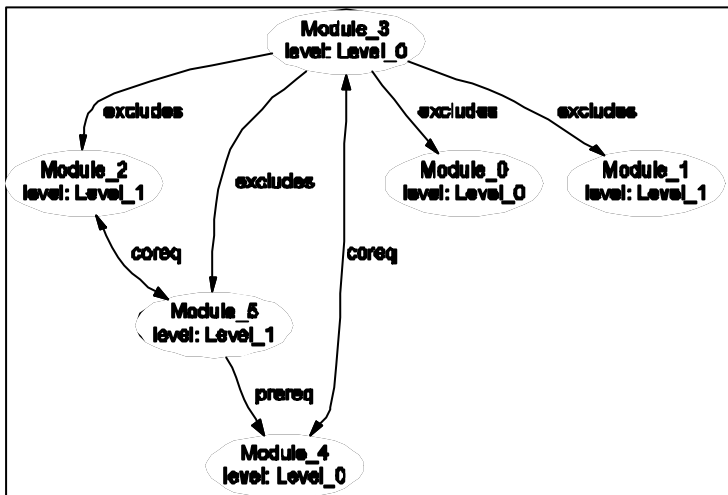 Module_3
level: Level_0
excludes
excludes
excludes
Module_2
level: Level_1
Module_0
level: Level_0
Module_1
level: Level_1
excludes
coreq
coreq
Module_5
level: Level_1
prereq
Module_4
level: Level_0